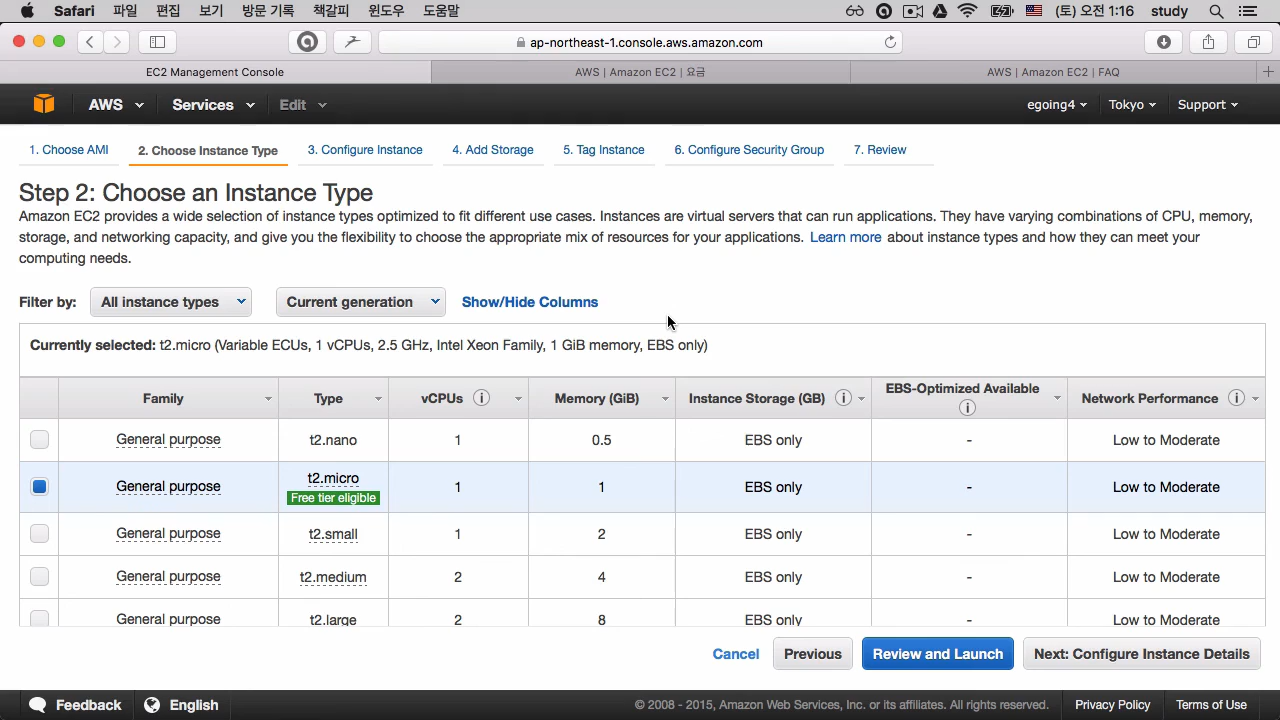 Safari 파일 편집 보기 방문 기록 책갈피 윈도우 도움말 (토) 오전 1:16 study
ap-northeast-1.console.aws.amazon.com
EC2 Management Console AWS | Amazon EC2 | 요금 AWS | Amazon EC2 | FAQ
AWS Services Edit egoing4 Tokyo Support
1. Choose AMI 2. Choose Instance Type 3. Configure Instance 4. Add Storage 5. Tag Instance 6. Configure Security Group 7. Review
Step 2: Choose an Instance Type
Amazon EC2 provides a wide selection of instance types optimized to fit different use cases. Instances are virtual servers that can run applications. They have varying combinations of CPU, memory,
storage, and networking capacity, and give you the flexibility to choose the appropriate mix of resources for your applications. Learn more about instance types and how they can meet your
computing needs.
Filter by: All instance types Current generation Show/Hide Columns
Currently selected: t2.micro (Variable ECUs, 1 vCPUs, 2.5 GHz, Intel Xeon Family, 1 GiB memory, EBS only)
Family Type vCPUs Memory (GiB) Instance Storage (GB) EBS-Optimized Available Network Performance
General purpose t2.nano 1 0.5 EBS only - Low to Moderate
General purpose t2.micro 1 1 EBS only - Low to Moderate
Free tier eligible
General purpose t2.small 1 2 EBS only - Low to Moderate
General purpose t2.medium 2 4 EBS only - Low to Moderate
General purpose t2.large 2 8 EBS only - Low to Moderate
Cancel Previous Review and Launch Next: Configure Instance Details
Feedback English © 2008 - 2015, Amazon Web Services, Inc. or its affiliates. All rights reserved. Privacy Policy Terms of Use